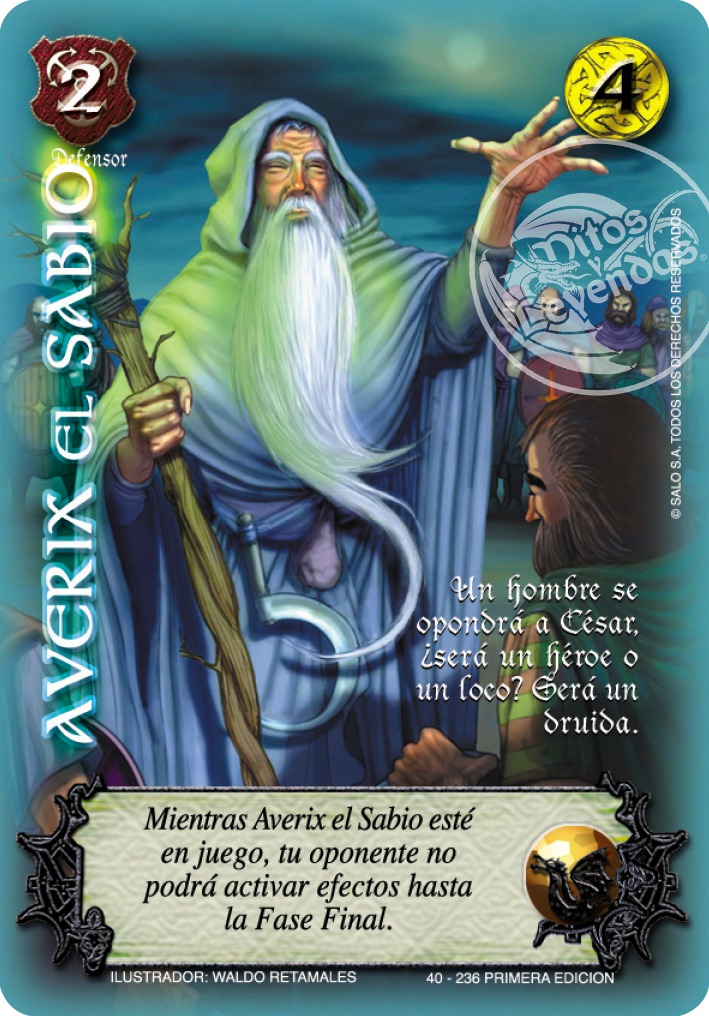 2
4
Defensor
AVERIX EL SABIO
Mitos
y
Leyendas
®
© SALO S.A. TODOS LOS DERECHOS RESERVADOS
Un hombre se
opondrá a César,
¿será un héroe o
un loco? Será un
druida.
Mientras Averix el Sabio esté
en juego, tu oponente no
podrá activar efectos hasta
la Fase Final.
ILUSTRADOR: WALDO RETAMALES
40 - 236 PRIMERA EDICION